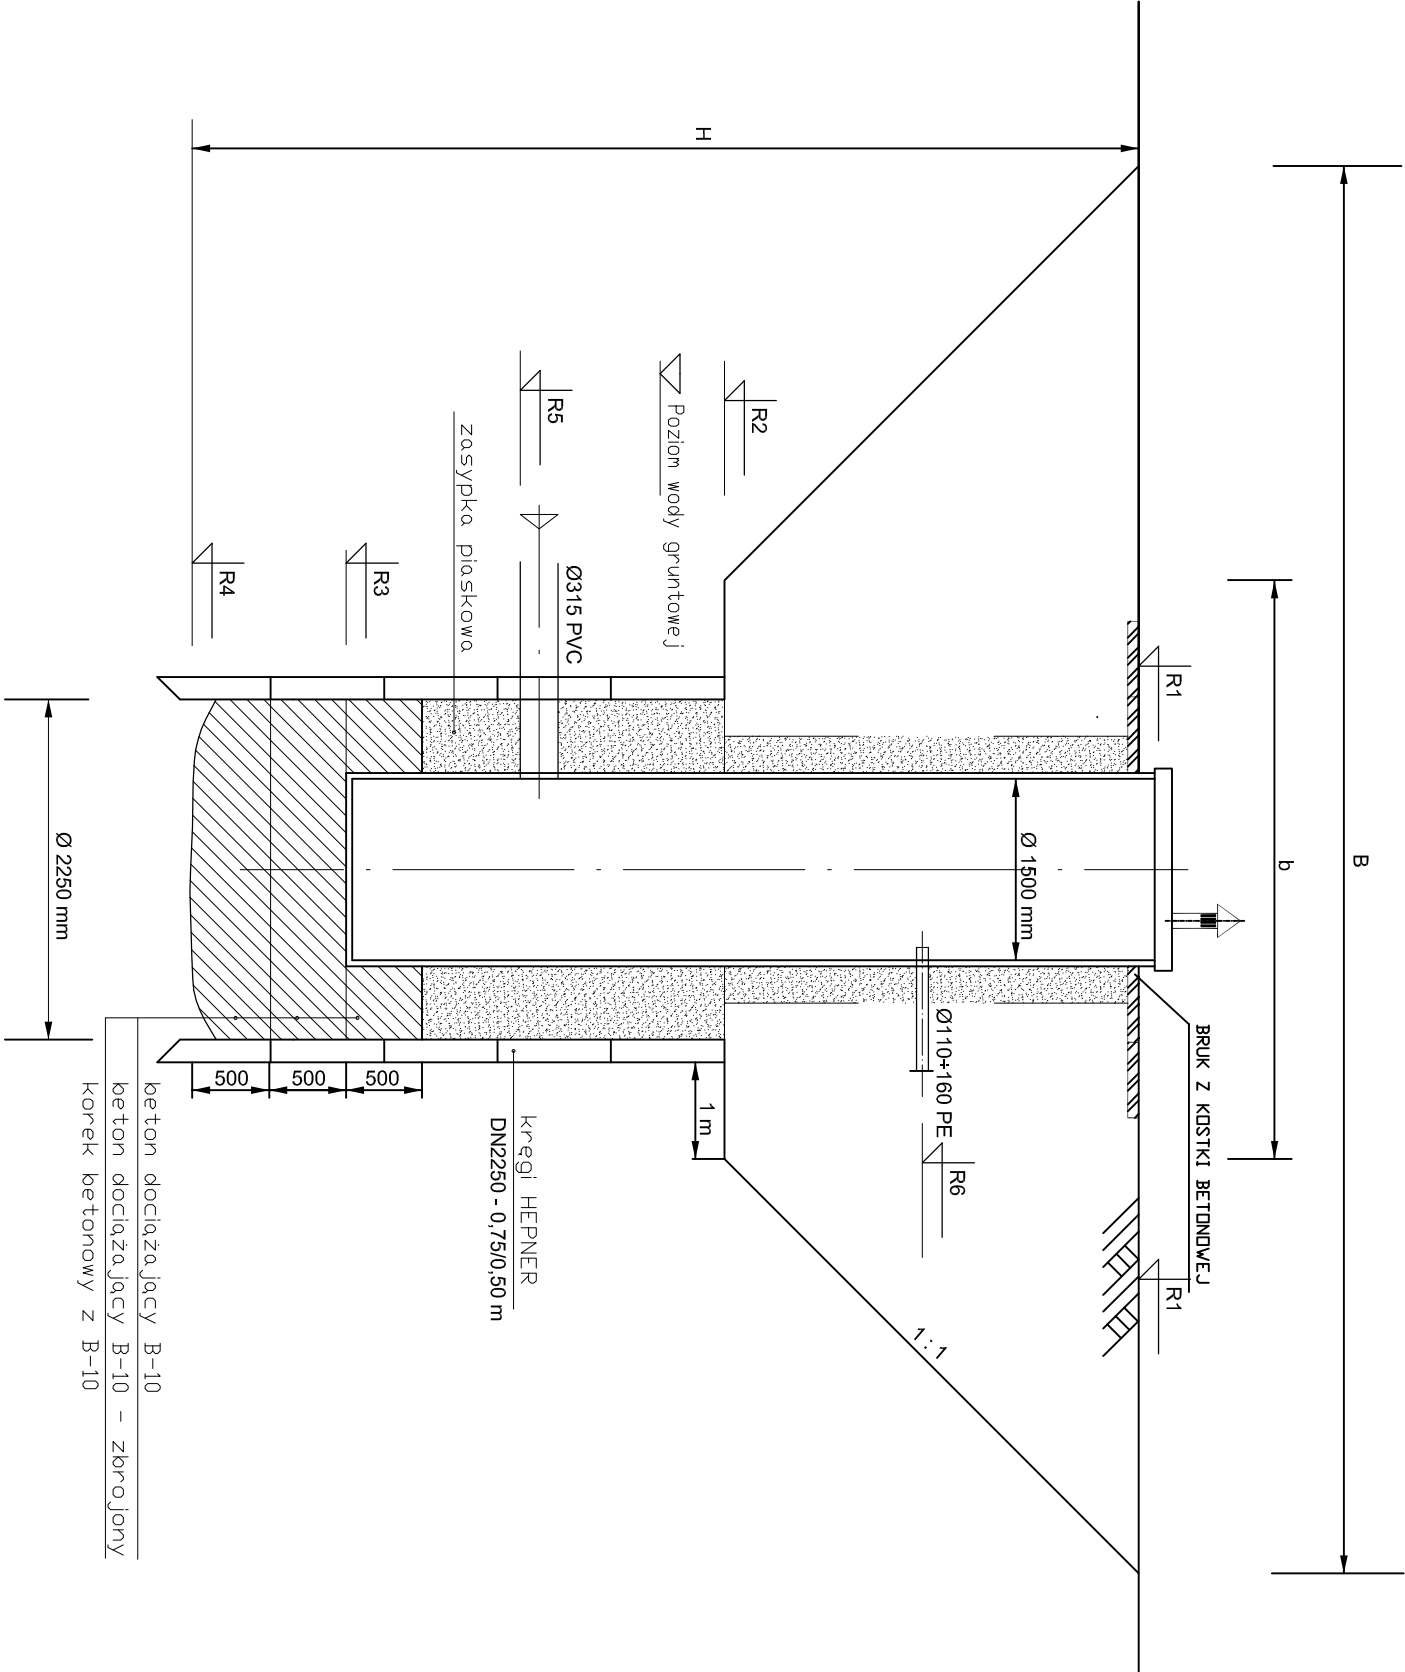 B
b
BRUK Z KOSTKI BETONOWEJ
R1
R1
H
Ø 1500 mm
Ø110÷160 PE
R6
1:1
R2
Poziom wody gruntowej
1 m
R5
Ø315 PVC
kręgi HEPNER
DN2250 - 0,75/0,50 m
zasypka piaskowa
R3
R4
500
500
500
beton dociążający B-10
beton dociążający B-10 - zbrojony
korek betonowy z B-10
Ø 2250 mm